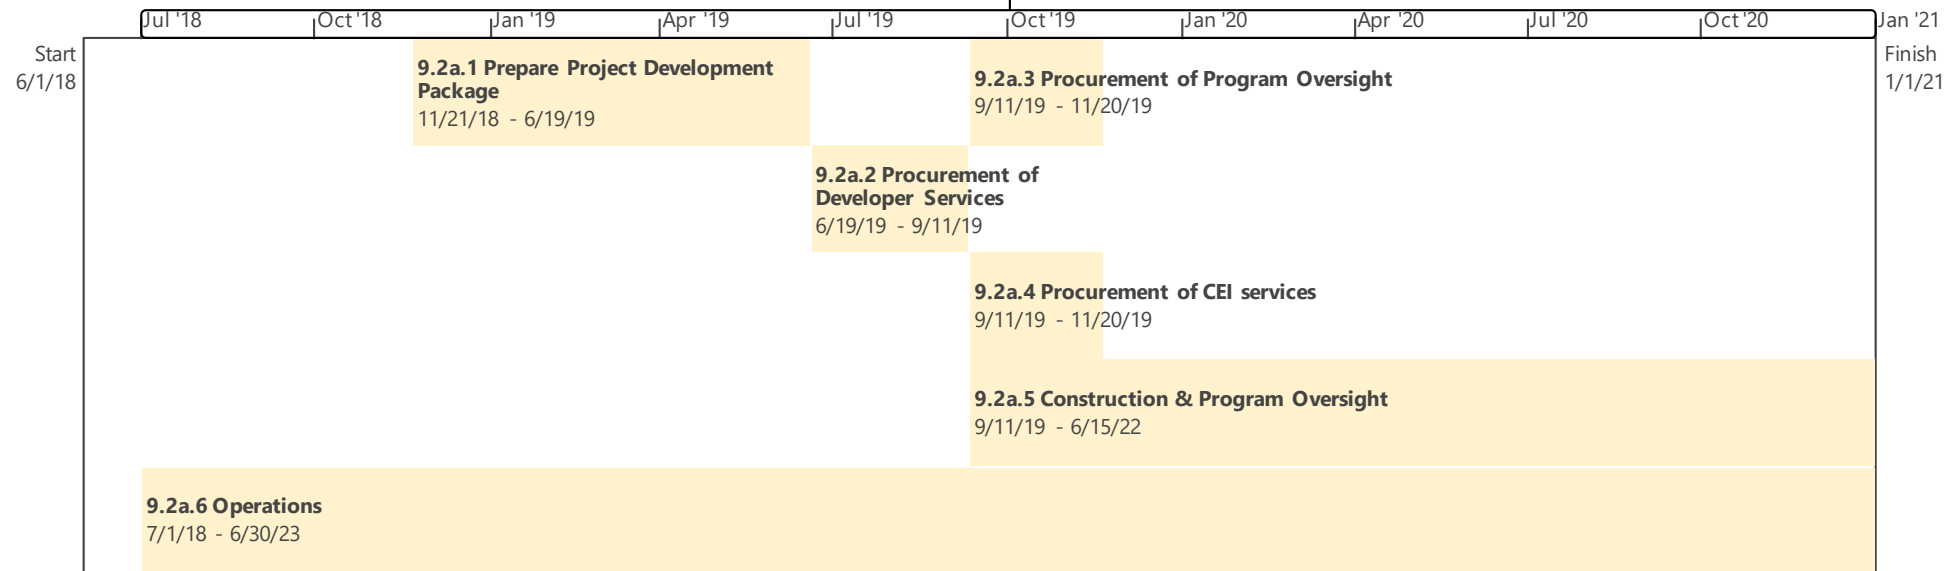 Jul '18
Oct '18
Jan '19
Apr '19
Jul '19
Oct '19
Jan '20
Apr '20
Jul '20
Oct '20
Jan '21
Start
6/1/18
Finish
1/1/21
9.2a.1 Prepare Project Development
Package
11/21/18 - 6/19/19
9.2a.3 Procurement of Program Oversight
9/11/19 - 11/20/19
9.2a.2 Procurement of
Developer Services
6/19/19 - 9/11/19
9.2a.4 Procurement of CEI services
9/11/19 - 11/20/19
9.2a.5 Construction & Program Oversight
9/11/19 - 6/15/22
9.2a.6 Operations
7/1/18 - 6/30/23